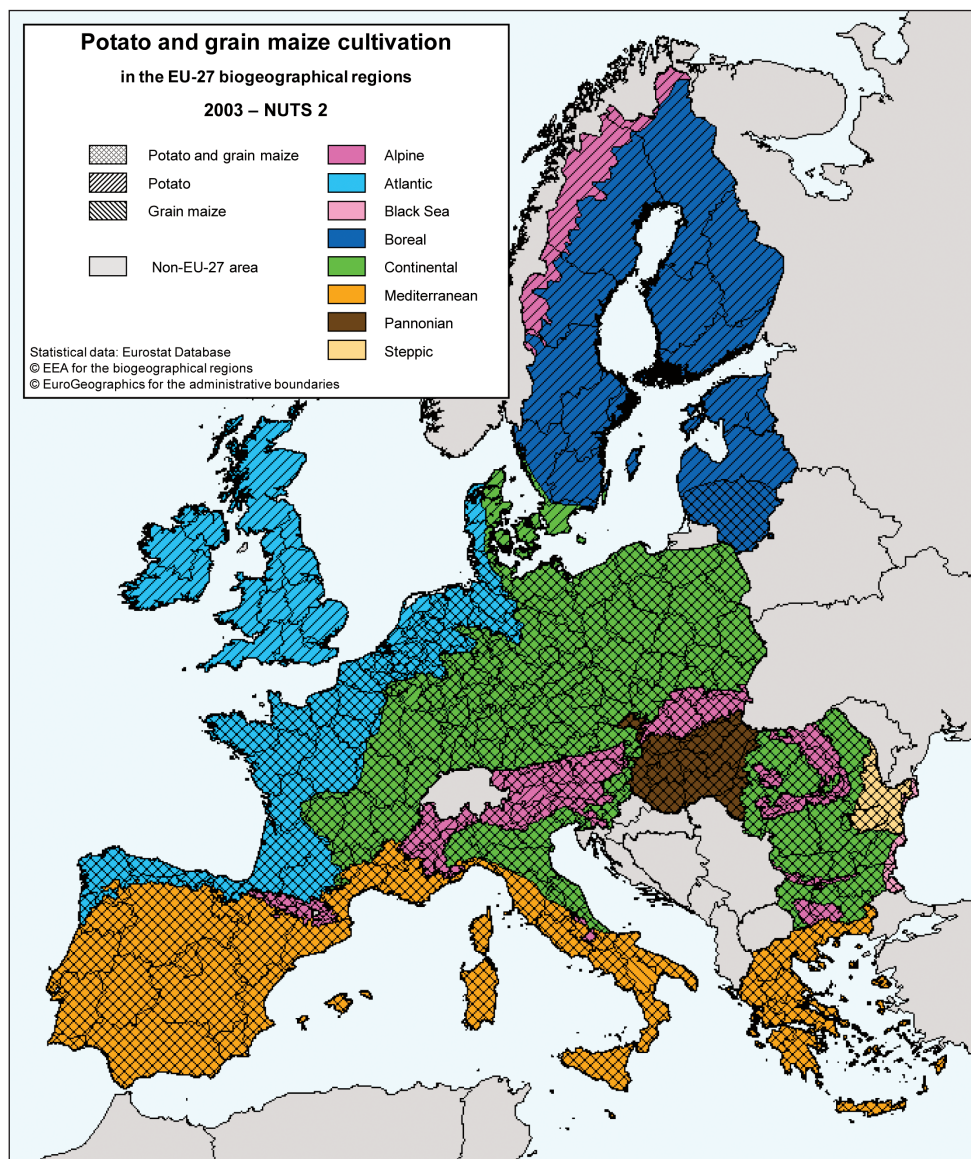 Potato and grain maize cultivation
in the EU-27 biogeographical regions
2003 – NUTS 2
Potato and grain maize
Potato
Grain maize
Non-EU-27 area
Alpine
Atlantic
Black Sea
Boreal
Continental
Mediterranean
Pannonian
Steppic
Statistical data: Eurostat Database
© EEA for the biogeographical regions
© EuroGeographics for the administrative boundaries